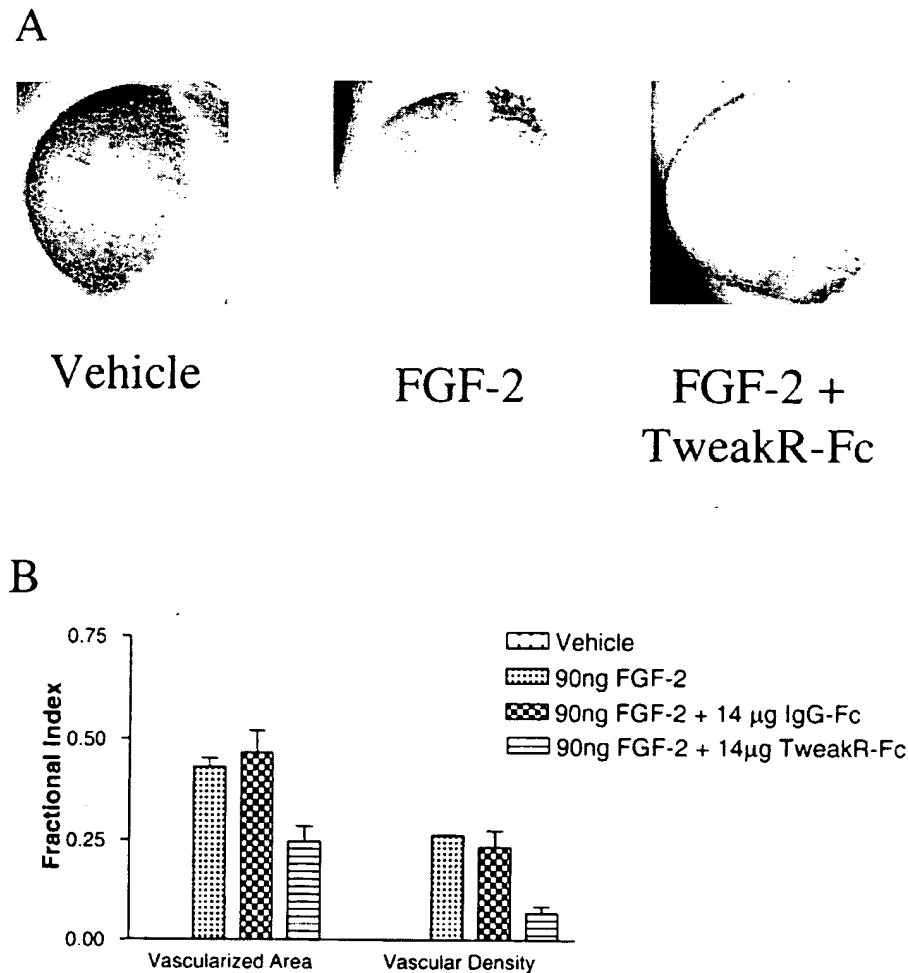 A
Vehicle
FGF-2
FGF-2 +
TweakR-Fc
B
Fractional Index
0.75
0.50
0.25
0.00
Vehicle
90ng FGF-2
90ng FGF-2 + 14 µg IgG-Fc
90ng FGF-2 + 14µg TweakR-Fc
Vascularized Area
Vascular Density